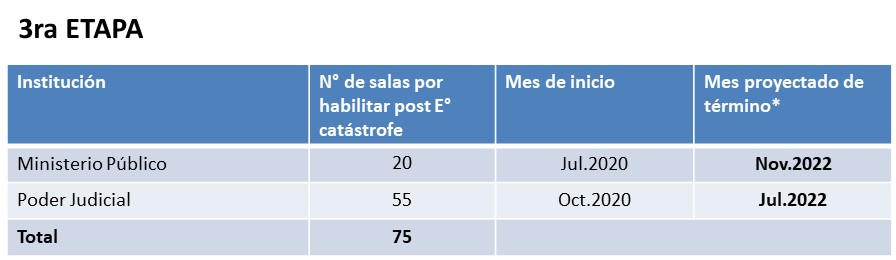 3ra ETAPA
Institución
N° de salas por
habilitar post E°
catástrofe
Mes de inicio
Mes proyectado de
término*
Ministerio Público 20 Jul.2020 Nov.2022
Poder Judicial 55 Oct.2020 Jul.2022
Total 75